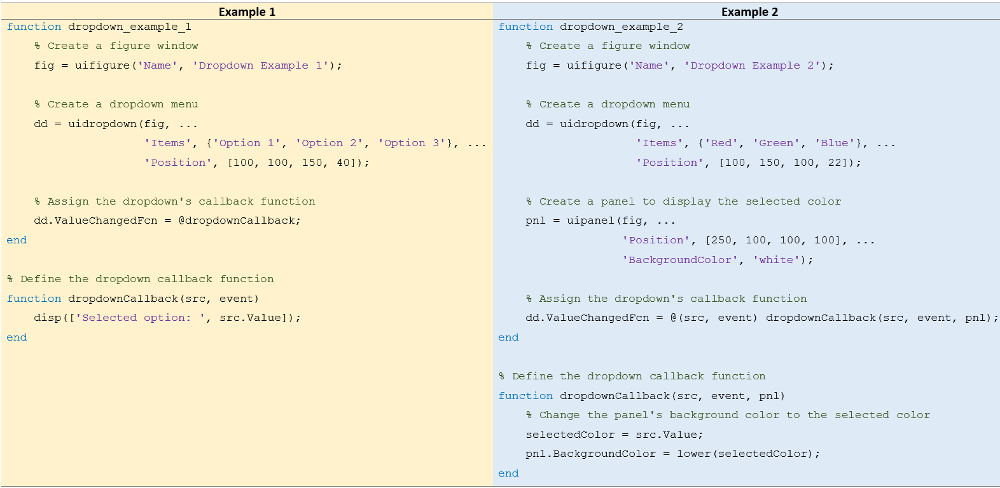 Example 1
function dropdown_example_1
    % Create a figure window
    fig = uifigure('Name', 'Dropdown Example 1');
    % Create a dropdown menu
    dd = uidropdown(fig, ...
                    'Items', {'Option 1', 'Option 2', 'Option 3'}, ...
                    'Position', [100, 100, 150, 40]);
    % Assign the dropdown's callback function
    dd.ValueChangedFcn = @dropdownCallback;
end
% Define the dropdown callback function
function dropdownCallback(src, event)
    disp(['Selected option: ', src.Value]);
end
Example 2
function dropdown_example_2
    % Create a figure window
    fig = uifigure('Name', 'Dropdown Example 2');
    % Create a dropdown menu
    dd = uidropdown(fig, ...
                    'Items', {'Red', 'Green', 'Blue'}, ...
                    'Position', [100, 150, 100, 22]);
    % Create a panel to display the selected color
    pnl = uipanel(fig, ...
                  'Position', [250, 100, 100, 100], ...
                  'BackgroundColor', 'white');
    % Assign the dropdown's callback function
    dd.ValueChangedFcn = @(src, event) dropdownCallback(src, event, pnl);
end
% Define the dropdown callback function
function dropdownCallback(src, event, pnl)
    % Change the panel's background color to the selected color
    selectedColor = src.Value;
    pnl.BackgroundColor = lower(selectedColor);
end